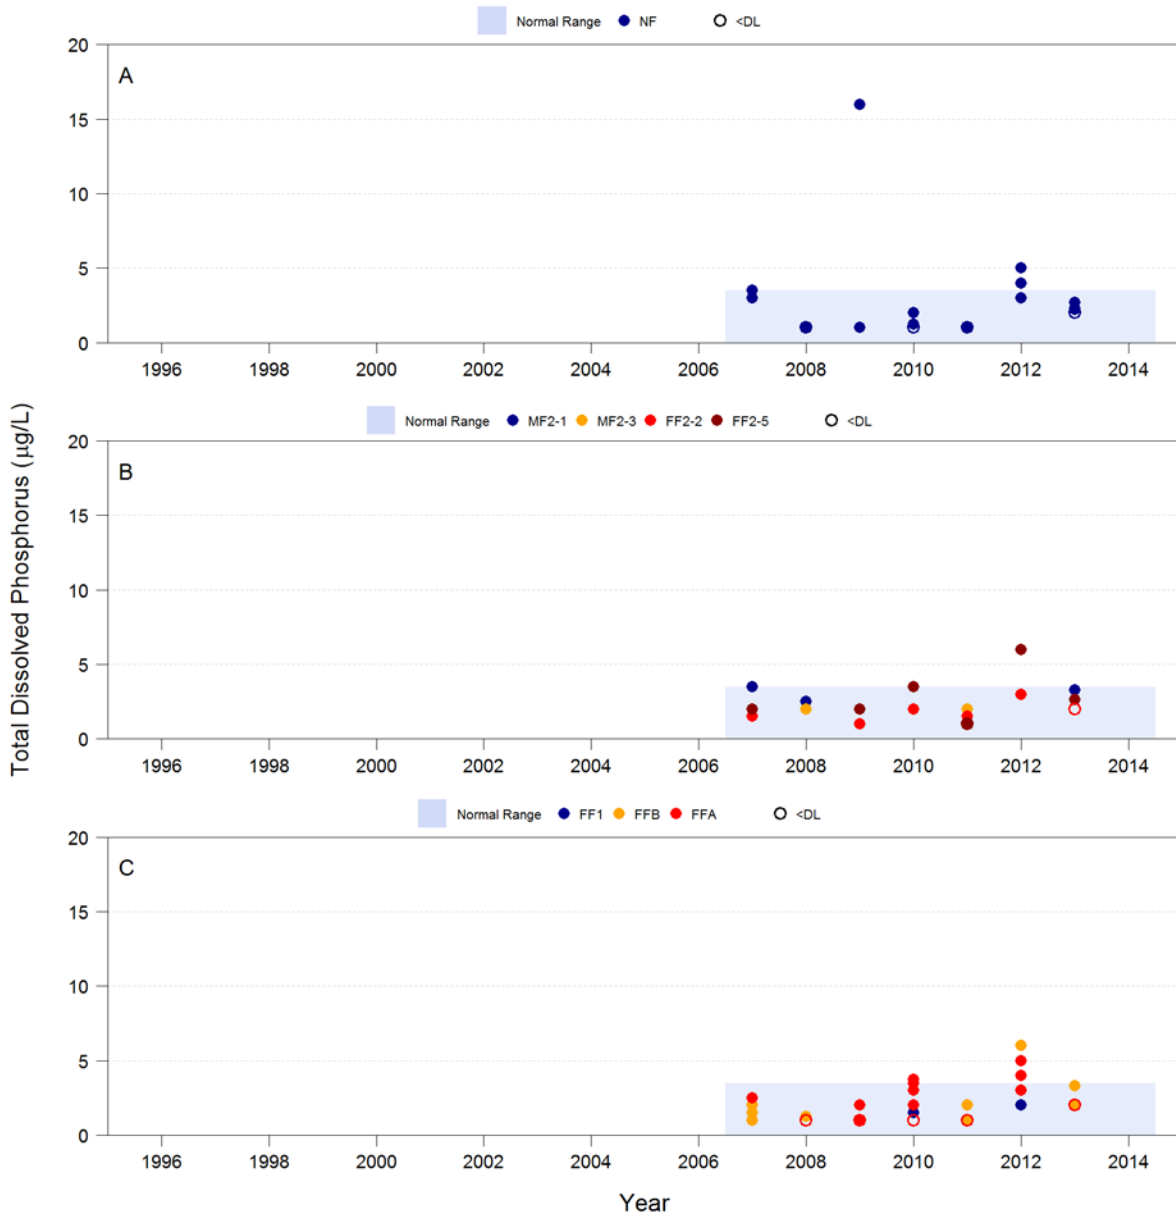 Normal Range NF <DL
A
20
15
10
5
0
1996 1998 2000 2002 2004 2006 2008 2010 2012 2014
Normal Range MF2-1 MF2-3 FF2-2 FF2-5 <DL
B
20
15
10
5
0
1996 1998 2000 2002 2004 2006 2008 2010 2012 2014
Total Dissolved Phosphorus (μg/L)
Normal Range FF1 FFB FFA <DL
C
20
15
10
5
0
1996 1998 2000 2002 2004 2006 2008 2010 2012 2014
Year